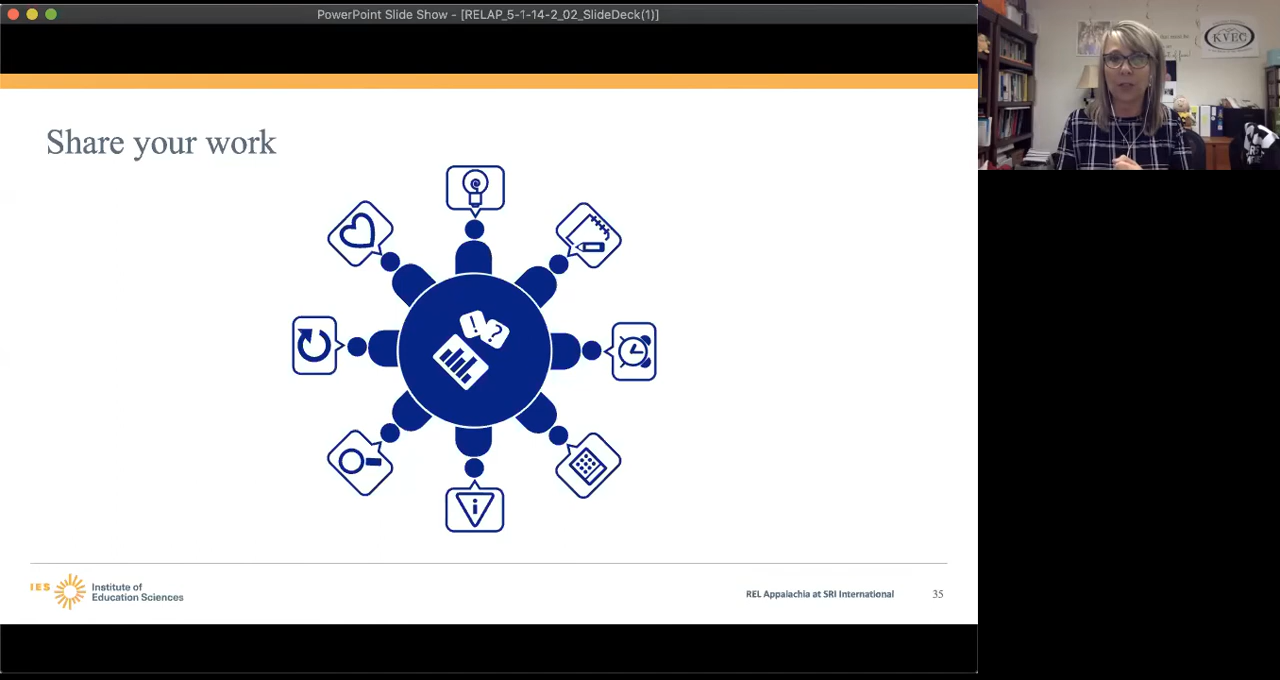 PowerPoint Slide Show - [RELAP_5-1-14-2_02_SlideDeck(1)]
KVEC
Share your work
! ?
i
IES Institute of
Education Sciences
REL Appalachia at SRI International 35